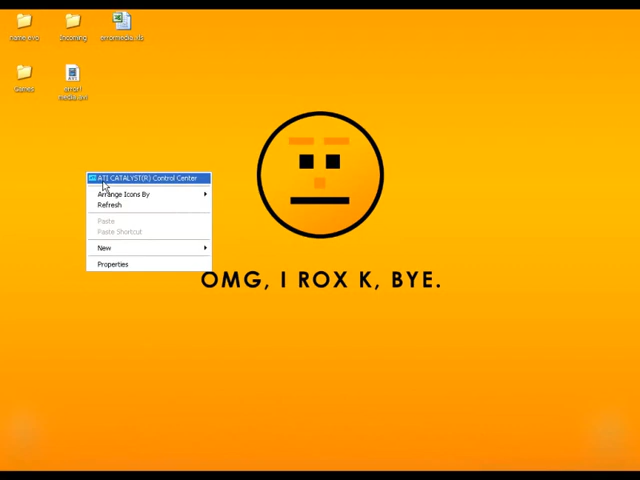 Incoming
Games
ATI CATALYST(R) Control Center
Arrange Icons By
Refresh
Paste
Paste Shortcut
New
Properties
OMG, I ROX K, BYE.